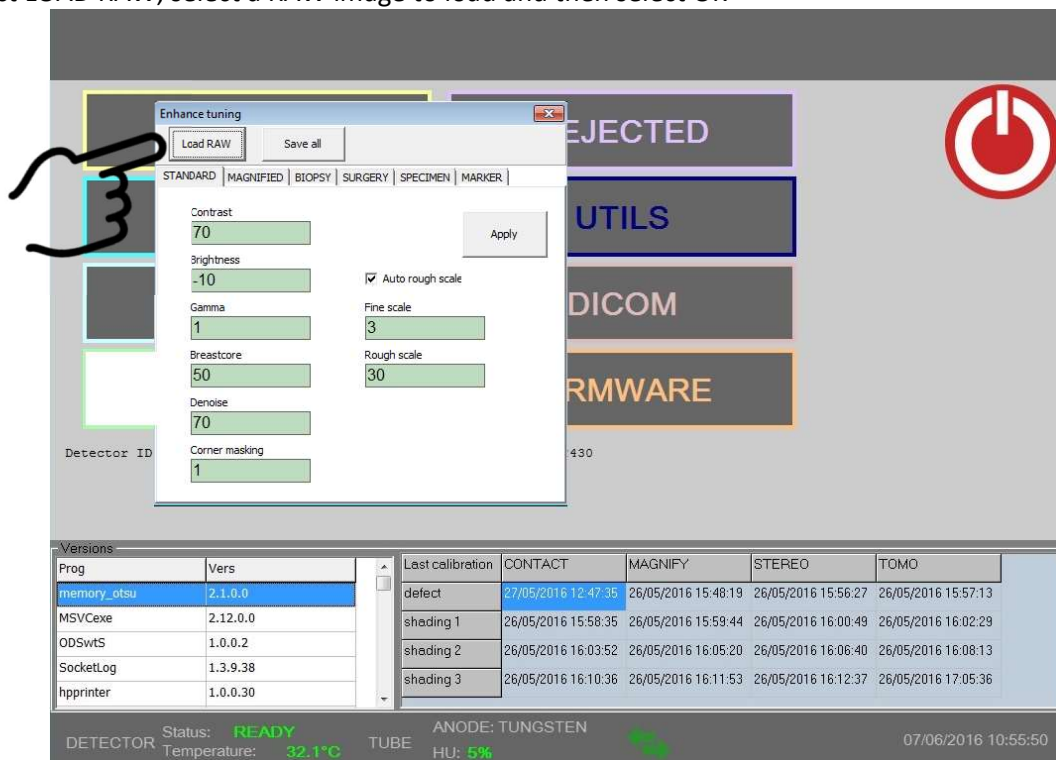 LOAD RAW, select a RAW image to load and then select OK
Enhance tuning
EJECTED
Load RAW Save all
STANDARD MAGNIFIED BIOPSY SURGERY SPECIMEN MARKER
UTILS
Contrast
70
Apply
Brightness
-10
Auto rough scale
DICOM
Gamma Fine scale
1 3
Breastcore Rough scale
50 30
RMWARE
Denoise
70
Detector ID 430
Corner masking
1
Versions
Prog Vers
memory_otsu 2.1.0.0
MSVCexe 2.12.0.0
ODSwtS 1.0.0.2
SocketLog 1.3.9.38
hpprinter 1.0.0.30
Last calibration CONTACT MAGNIFY STEREO TOMO
defect 27/05/2016 12:47:35 26/05/2016 15:48:19 26/05/2016 15:56:27 26/05/2016 15:57:13
shading 1 26/05/2016 15:58:35 26/05/2016 15:59:44 26/05/2016 16:00:49 26/05/2016 16:02:29
shading 2 26/05/2016 16:03:52 26/05/2016 16:05:20 26/05/2016 16:06:40 26/05/2016 16:08:13
shading 3 26/05/2016 16:10:36 26/05/2016 16:11:53 26/05/2016 16:12:37 26/05/2016 17:05:36
DETECTOR Status: READY
Temperature: 32.1°C
TUBE ANODE: TUNGSTEN
HU: 5%
07/06/2016 10:55:50